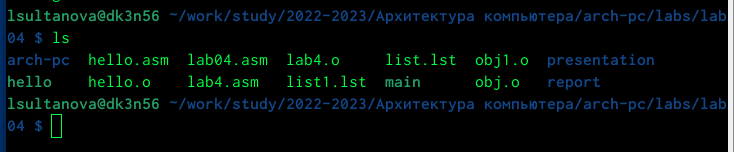 lsultanova@dk3n56 ~/work/study/2022-2023/Архитектура компьютера/arch-pc/labs/lab
04 $ ls
arch-pc  hello.asm  lab04.asm  lab4.o     list.lst  obj1.o  presentation
hello    hello.o    lab4.asm   list1.lst  main      obj.o   report
lsultanova@dk3n56 ~/work/study/2022-2023/Архитектура компьютера/arch-pc/labs/lab
04 $